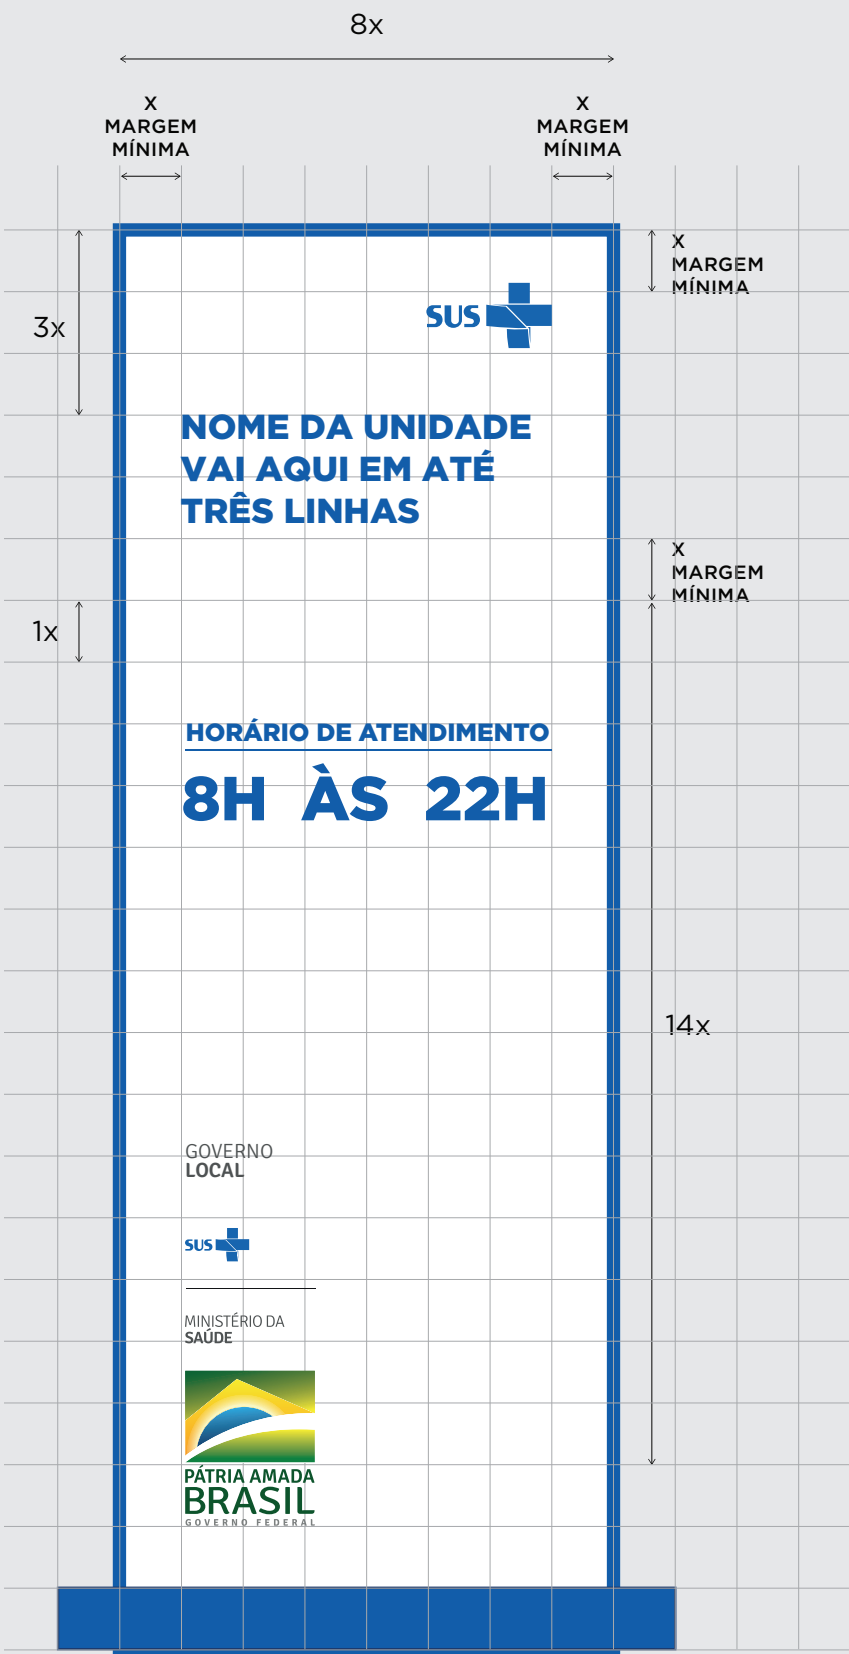 8x
X
MARGEM
MÍNIMA
X
MARGEM
MÍNIMA
X
MARGEM
MÍNIMA
3x
SUS
NOME DA UNIDADE
VAI AQUI EM ATÉ
TRÊS LINHAS
X
MARGEM
MÍNIMA
1x
HORÁRIO DE ATENDIMENTO
8H ÀS 22H
14x
GOVERNO
LOCAL
SUS
MINISTÉRIO DA
SAÚDE
PÁTRIA AMADA
BRASIL
GOVERNO FEDERAL